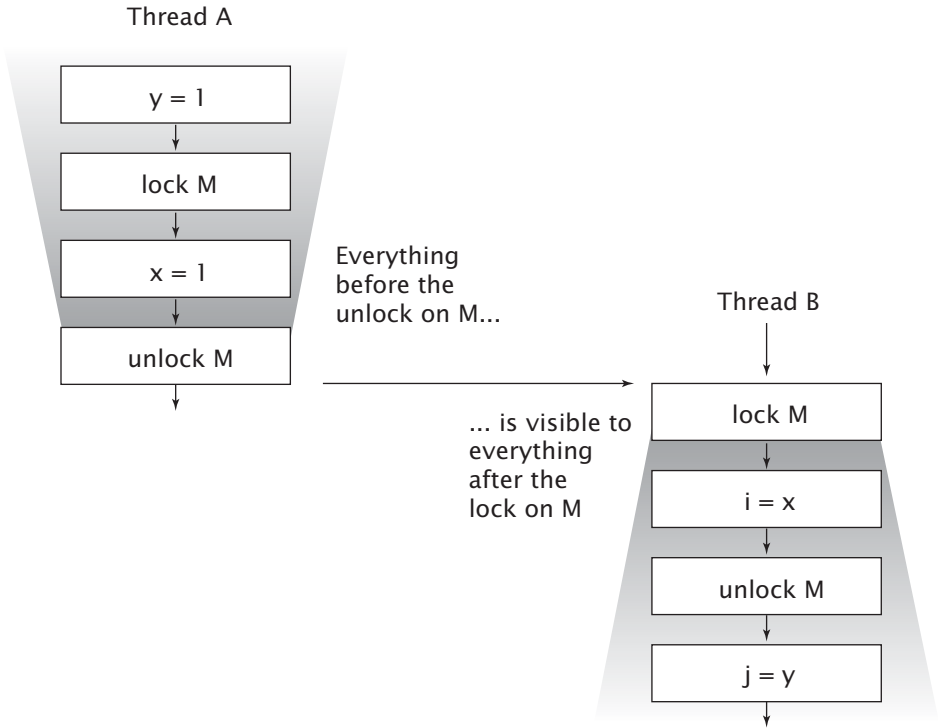 Thread A
y = 1
lock M
x = 1
unlock M
Everything
before the
unlock on M...
Thread B
... is visible to
everything
after the
lock on M
lock M
i = x
unlock M
j = y